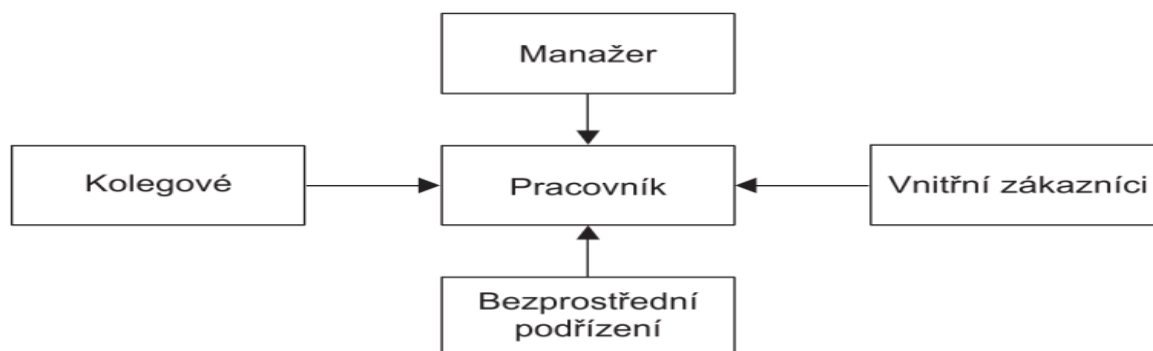 Manažer
Kolegové
Pracovník
Vnitřní zákazníci
Bezprostřední
podřízení